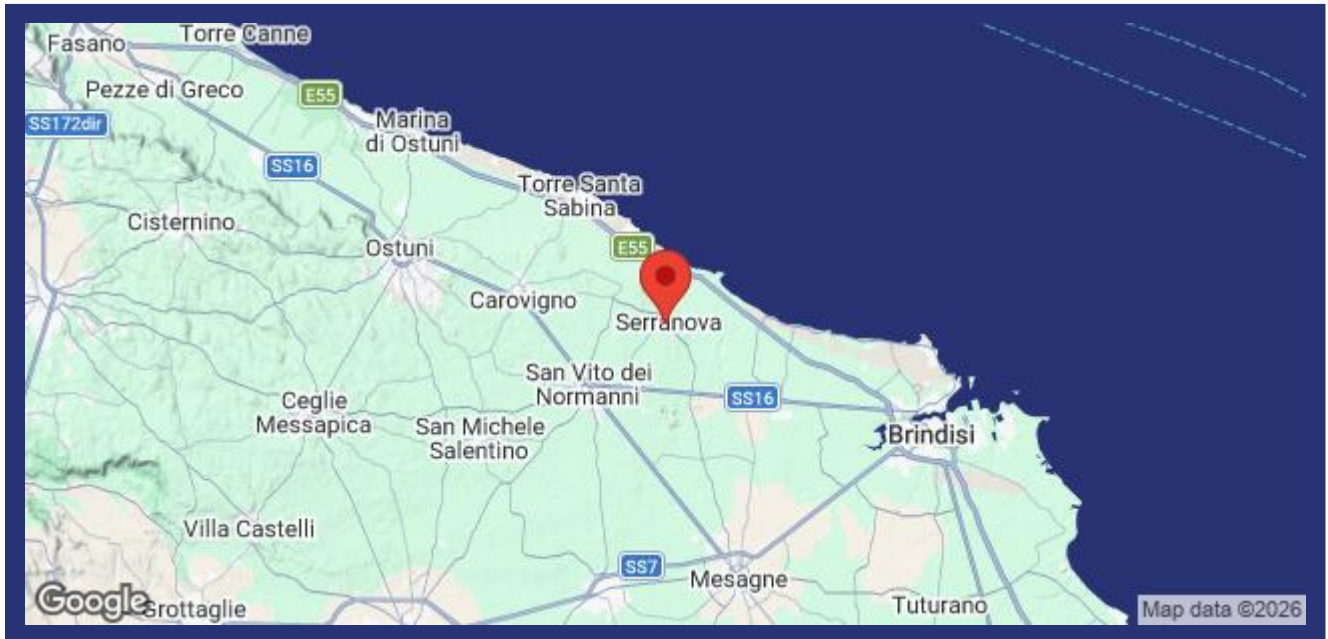 Torre Canne
Fasano
Pezze di Greco
E55
SS172dir
Marina
di Ostuni
SS16
Torre Santa
Sabina
Cisternino
Ostuni
E55
Carovigno
Serranova
San Vito dei
Normanni
SS16
Ceglie
Messapica
San Michele
Salentino
Brindisi
Villa Castelli
SS7
Mesagne
Google
Grottaglie
Tuturano
Map data ©2026